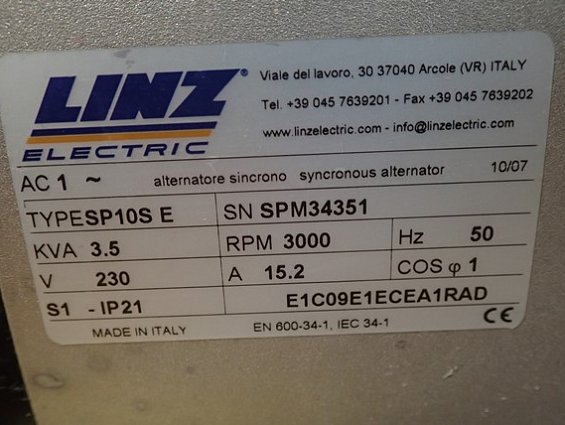 LINZ®
ELECTRIC
Viale del lavoro, 30 37040 Arcole (VR) ITALY
Tel. +39 045 7639201 - Fax +39 045 7639202
www.linzelectric.com - info@linzelectric.com
AC 1 ~ alternatore sincrono syncronous alternator 10/07
TYPE SP10S E SN SPM34351
KVA 3.5 RPM 3000 Hz 50
V 230 A 15.2 COS φ 1
S1 - IP21 E1C09E1ECEA1RAD
MADE IN ITALY EN 600-34-1, IEC 34-1 CE